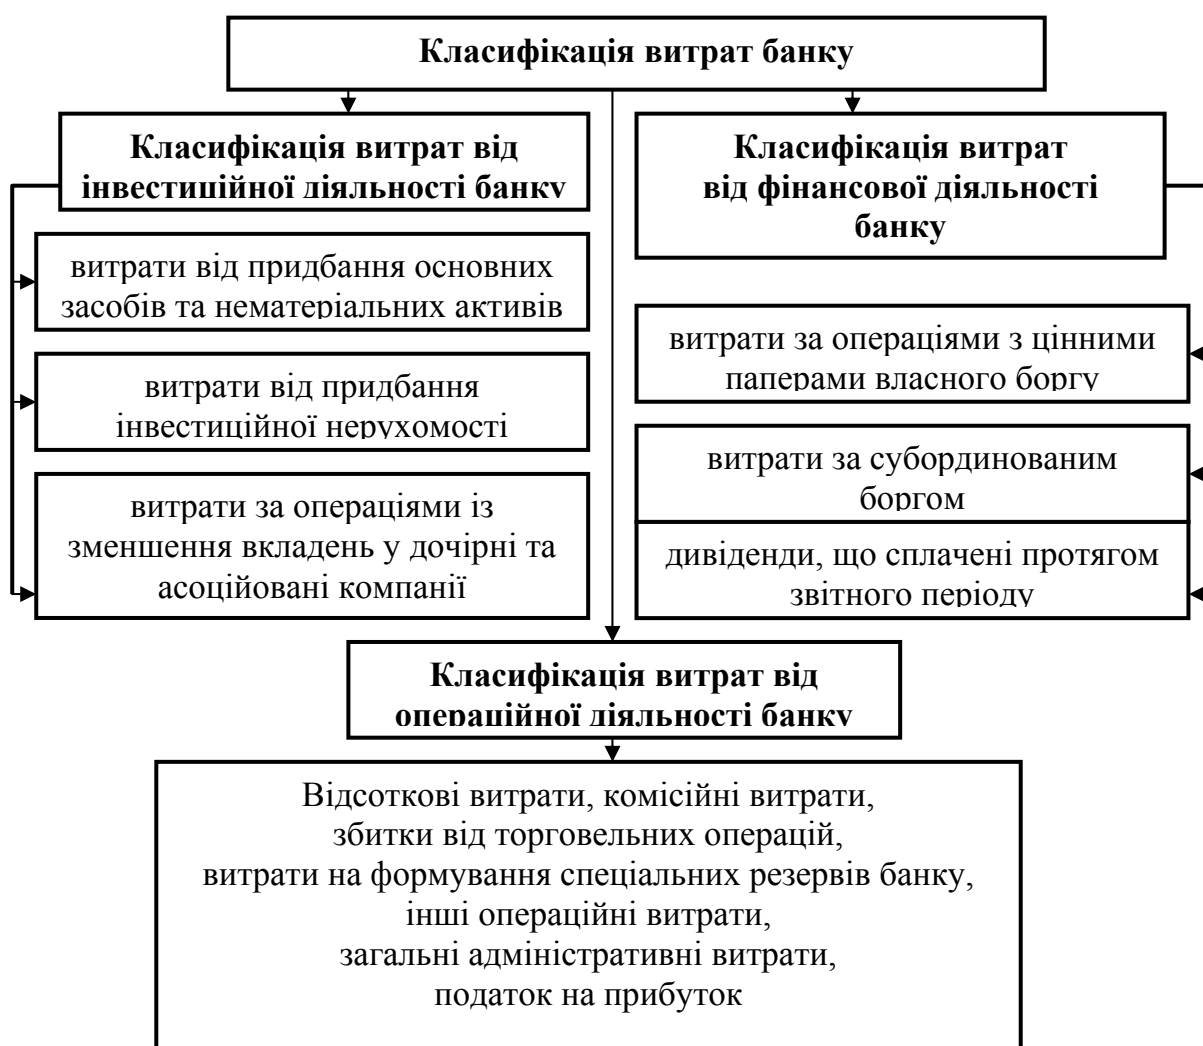 Класифікація витрат банку
Класифікація витрат від
інвестиційної діяльності банку
витрати від придбання основних
засобів та нематеріальних активів
витрати від придбання
інвестиційної нерухомості
витрати за операціями із
зменшення вкладень у дочірні та
асоційовані компанії
Класифікація витрат
від фінансової діяльності
банку
витрати за операціями з цінними
паперами власного боргу
витрати за субординованим
боргом
дивіденди, що сплачені протягом
звітного періоду
Класифікація витрат від
операційної діяльності банку
Відсоткові витрати, комісійні витрати,
збитки від торговельних операцій,
витрати на формування спеціальних резервів банку,
інші операційні витрати,
загальні адміністративні витрати,
податок на прибуток